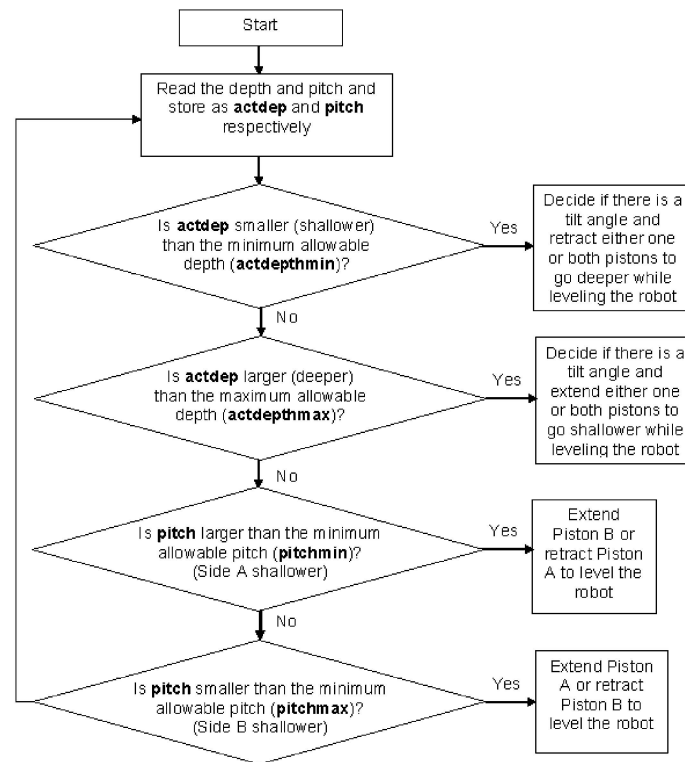 Start
Read the depth and pitch and
store as actdep and pitch
respectively
Is actdep smaller (shallower)
than the minimum allowable
depth (actdepthmin)?
Yes
Decide if there is a
tilt angle and
retract either one
or both pistons to
go deeper while
leveling the robot
No
Is actdep larger (deeper)
than the maximum allowable
depth (actdepthmax)?
Yes
Decide if there is a
tilt angle and
extend either one
or both pistons to
go shallower while
leveling the robot
No
Is pitch larger than the minimum
allowable pitch (pitchmin)?
(Side A shallower)
Yes
Extend
Piston B or
retract Piston
A to level the
robot
No
Is pitch smaller than the minimum
allowable pitch (pitchmax)?
(Side B shallower)
Yes
Extend Piston
A or retract
Piston B to
level the robot